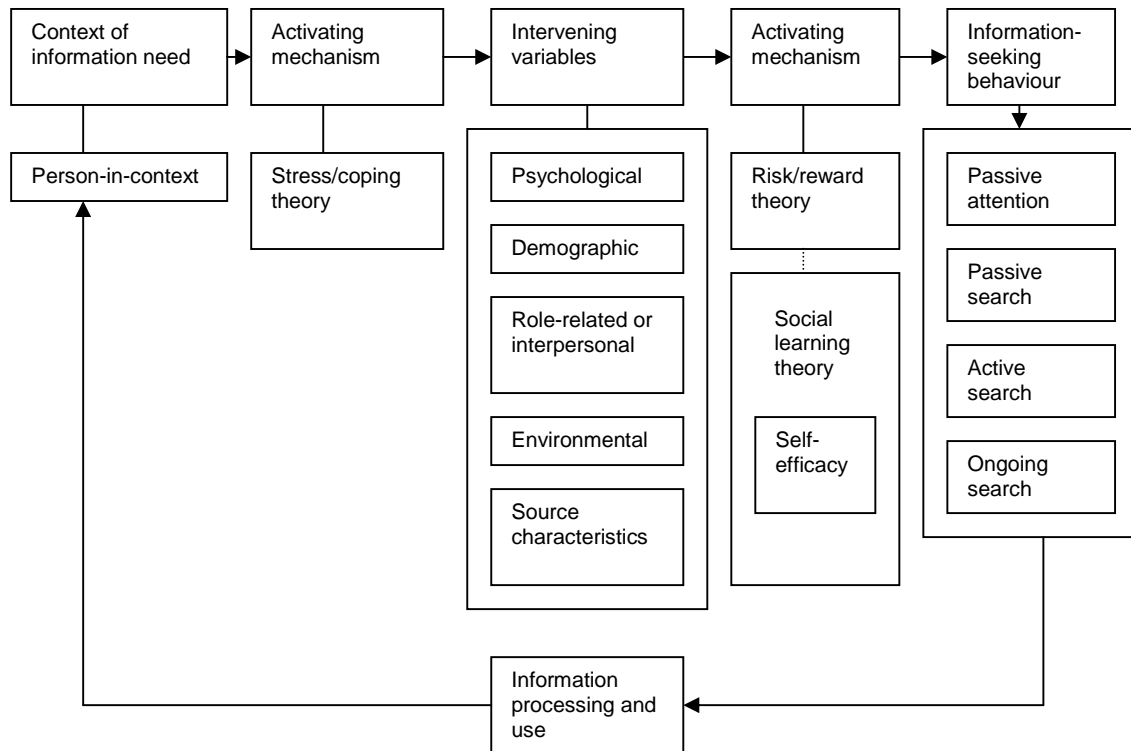 Context of
information need
Activating
mechanism
Intervening
variables
Activating
mechanism
Information-
seeking
behaviour
Person-in-context
Stress/coping
theory
Psychological
Demographic
Role-related or
interpersonal
Environmental
Source
characteristics
Risk/reward
theory
Social
learning
theory
Self-
efficacy
Passive
attention
Passive
search
Active
search
Ongoing
search
Information
processing and
use